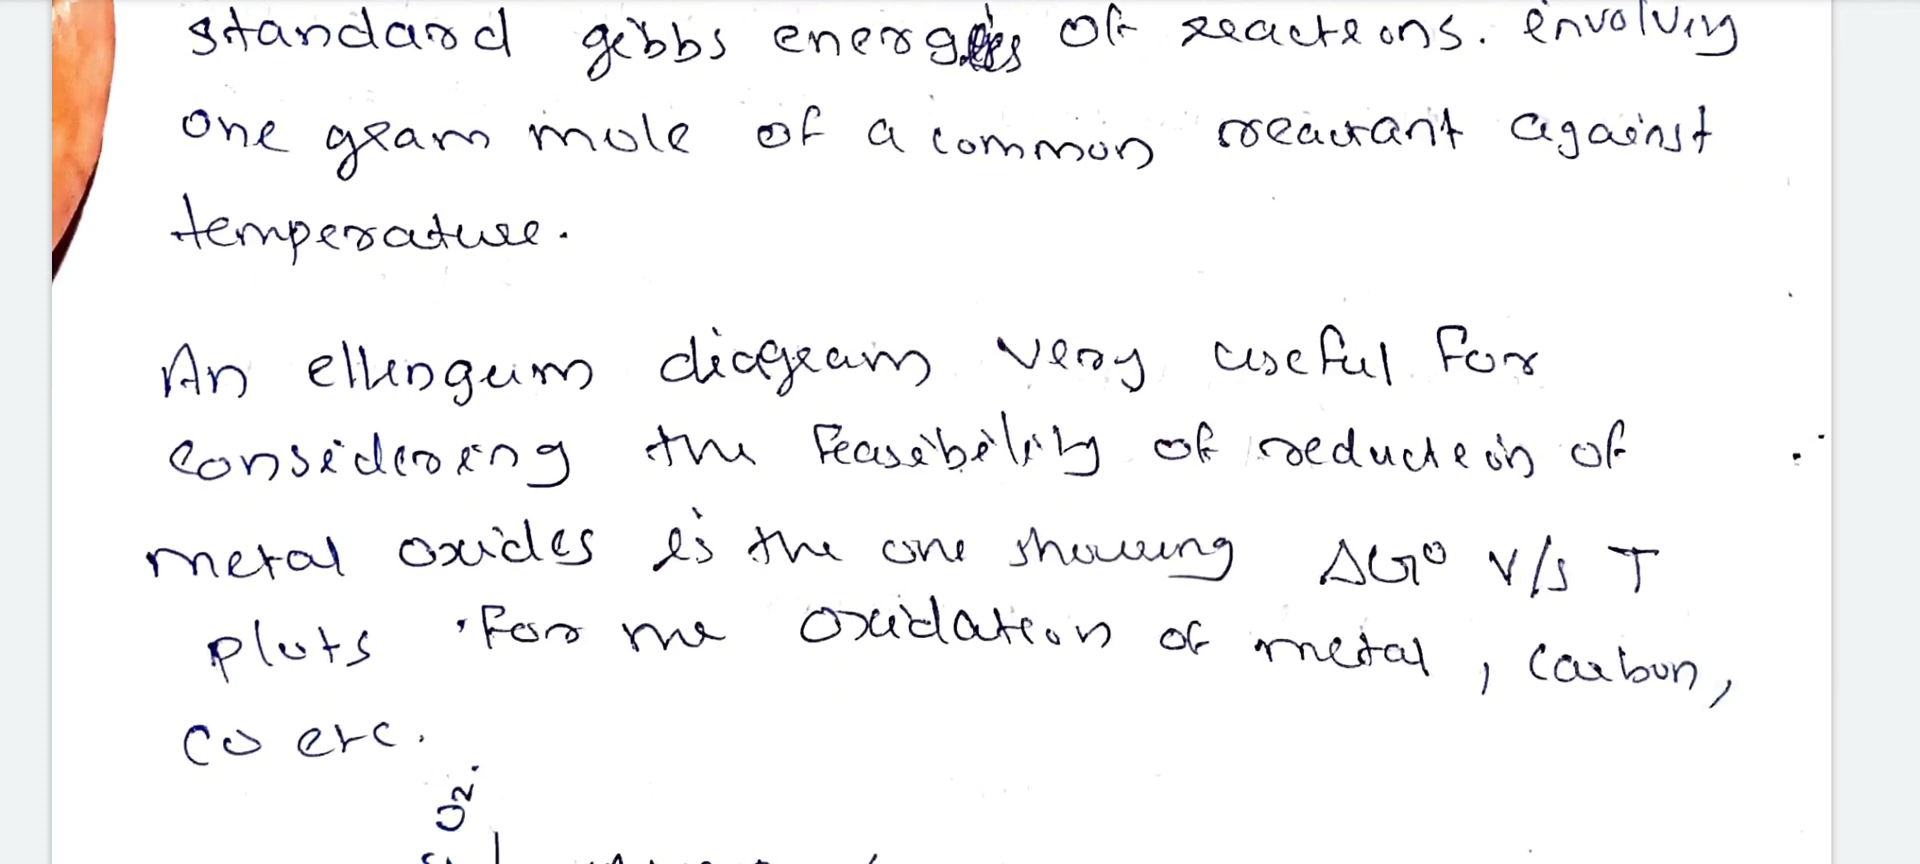 standard gibbs energies of reactions. involving
one gram mole of a common reactant against
temperature.
An ellingum diagram very useful for
considering the feasibility of reduction of
metal oxides is the one showing ΔG° v/s T
plots for the oxidation of metal, carbon,
co etc.